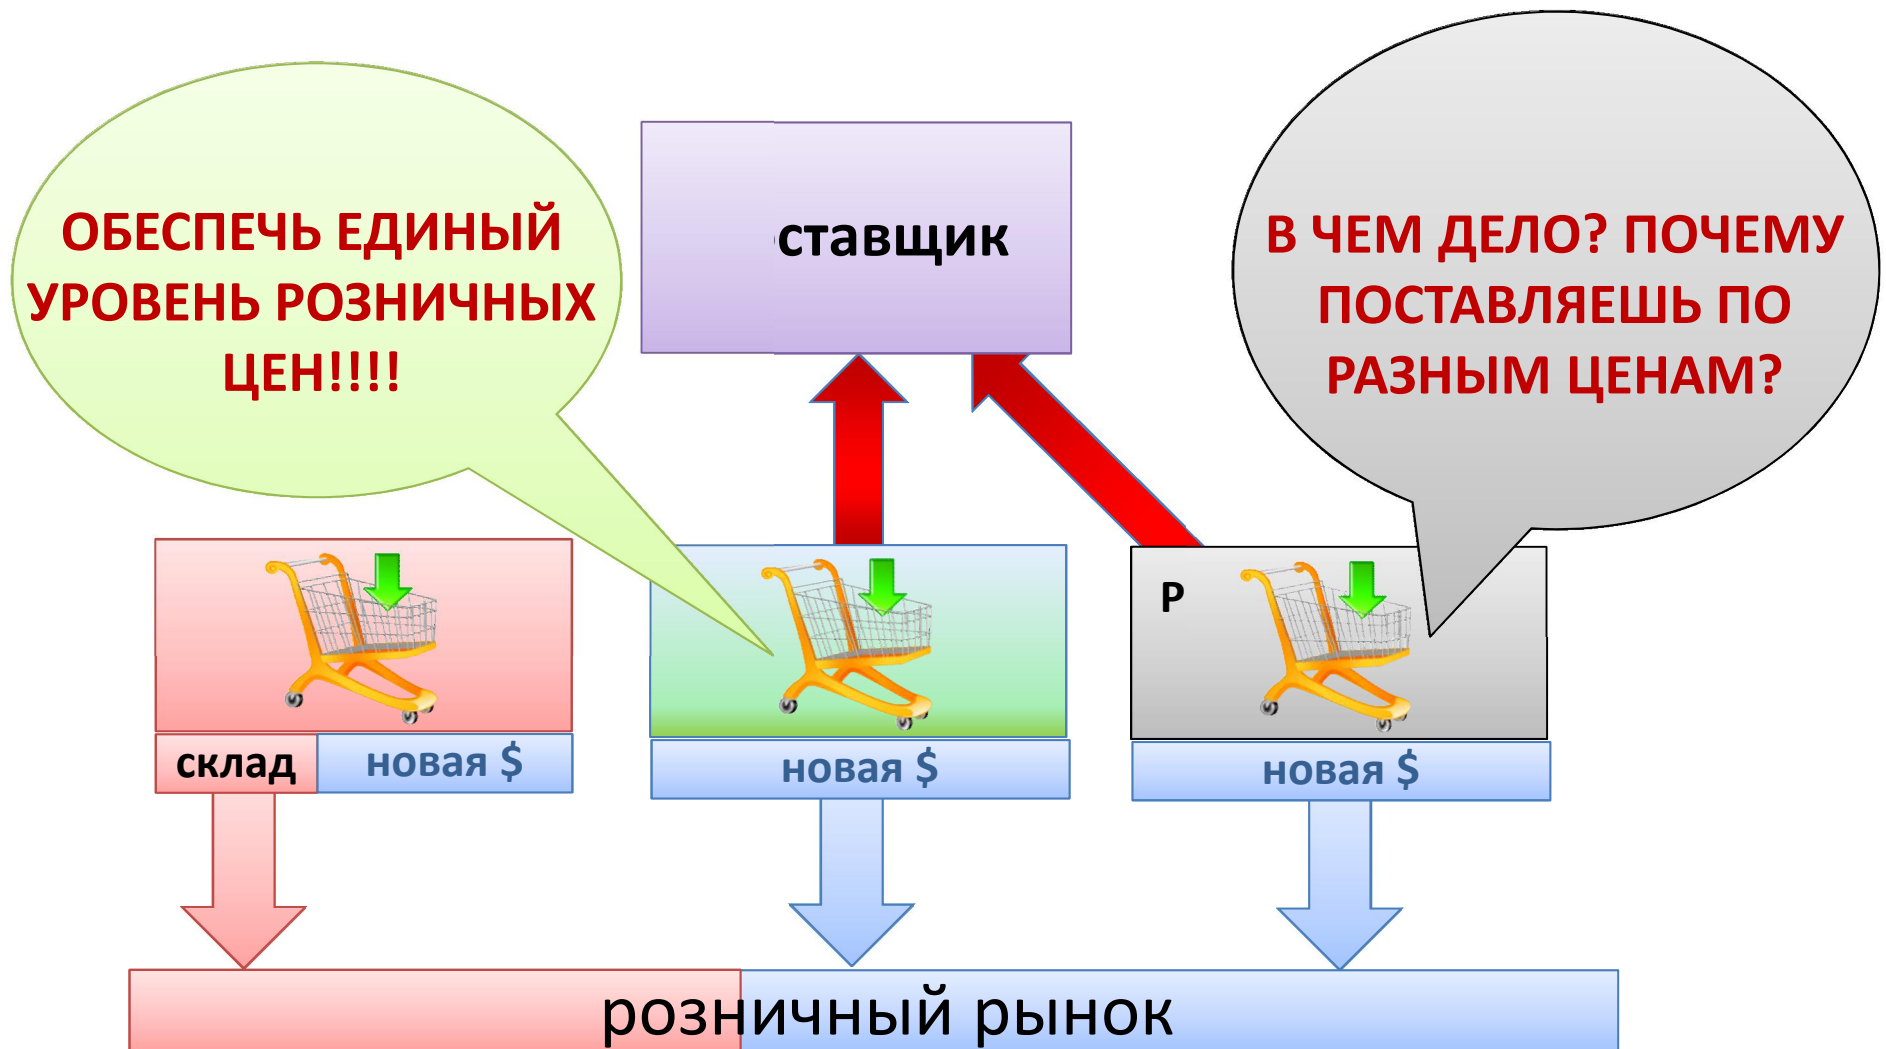 ОБЕСПЕЧЬ ЕДИНЫЙ
УРОВЕНЬ РОЗНИЧНЫХ
ЦЕН!!!!
ставщик
В ЧЕМ ДЕЛО? ПОЧЕМУ
ПОСТАВЛЯЕШЬ ПО
РАЗНЫМ ЦЕНАМ?
Р
склад
новая $
новая $
новая $
розничный рынок